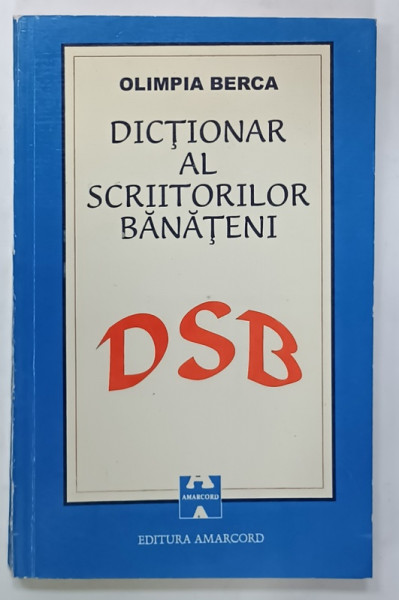 OLIMPIA BERCA
DICŢIONAR
AL
SCRIITORILOR
BĂNĂŢENI
DSB
AMARCORD
EDITURA AMARCORD